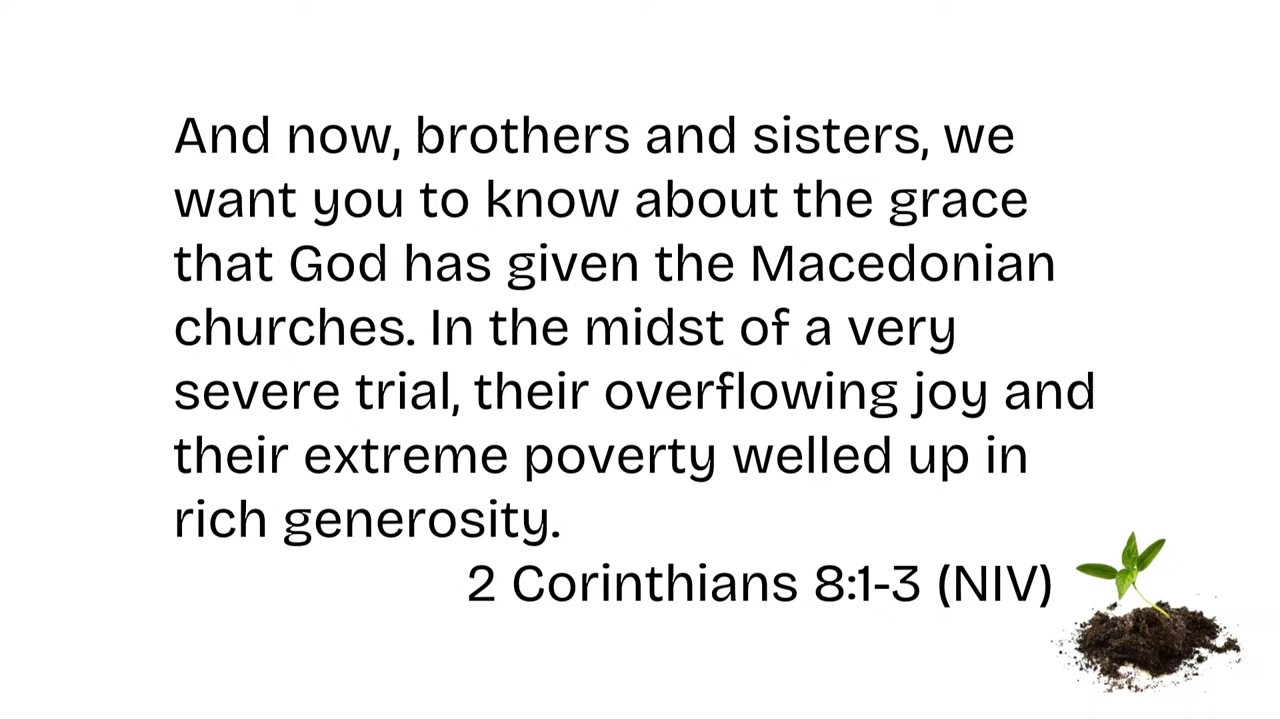 And now, brothers and sisters, we
want you to know about the grace
that God has given the Macedonian
churches. In the midst of a very
severe trial, their overflowing joy and
their extreme poverty welled up in
rich generosity.
2 Corinthians 8:1-3 (NIV)